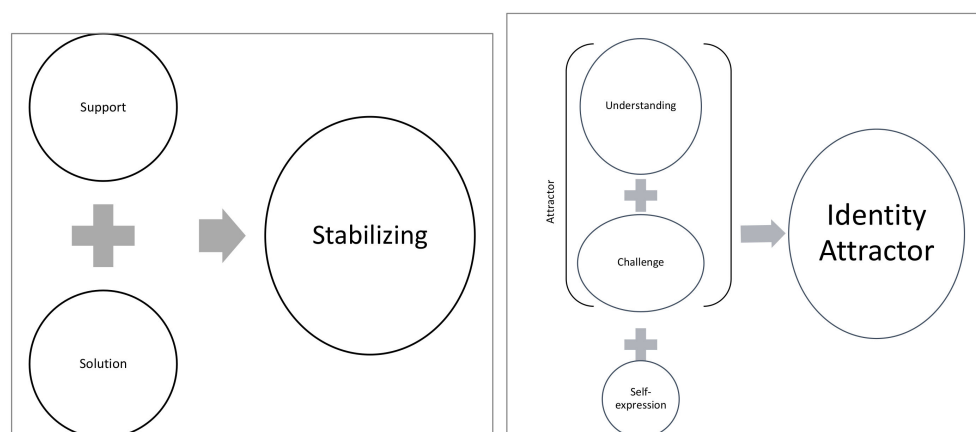 Support
Stabilizing
Solution
Attractor
Understanding
Challenge
Self-
expression
Identity
Attractor